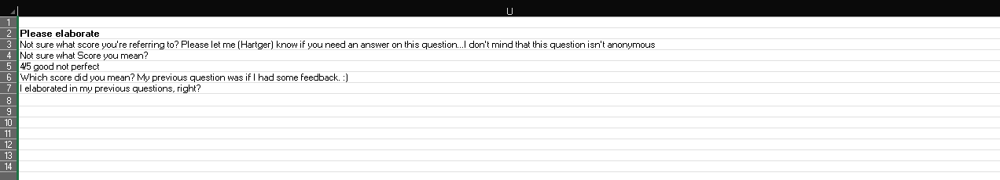 U
1
2 Please elaborate
3 Not sure what score you're referring to? Please let me (Hartger) know if you need an answer on this question...I don't mind that this question isn't anonymous
4 Not sure what Score you mean?
5 4/5 good not perfect
6 Which score did you mean? My previous question was if I had some feedback. :)
7 I elaborated in my previous questions, right?
8
9
10
11
12
13
14